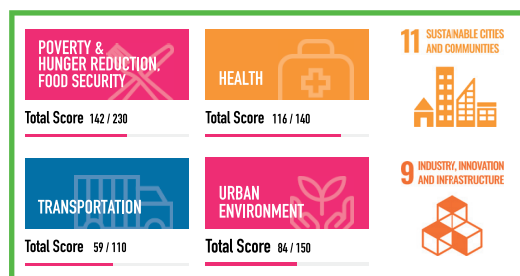 POVERTY &
HUNGER REDUCTION,
FOOD SECURITY
Total Score 142 / 230
HEALTH
Total Score 116 / 140
TRANSPORTATION
Total Score 59 / 110
URBAN
ENVIRONMENT
Total Score 84 / 150
11 SUSTAINABLE CITIES
AND COMMUNITIES
9 INDUSTRY, INNOVATION
AND INFRASTRUCTURE